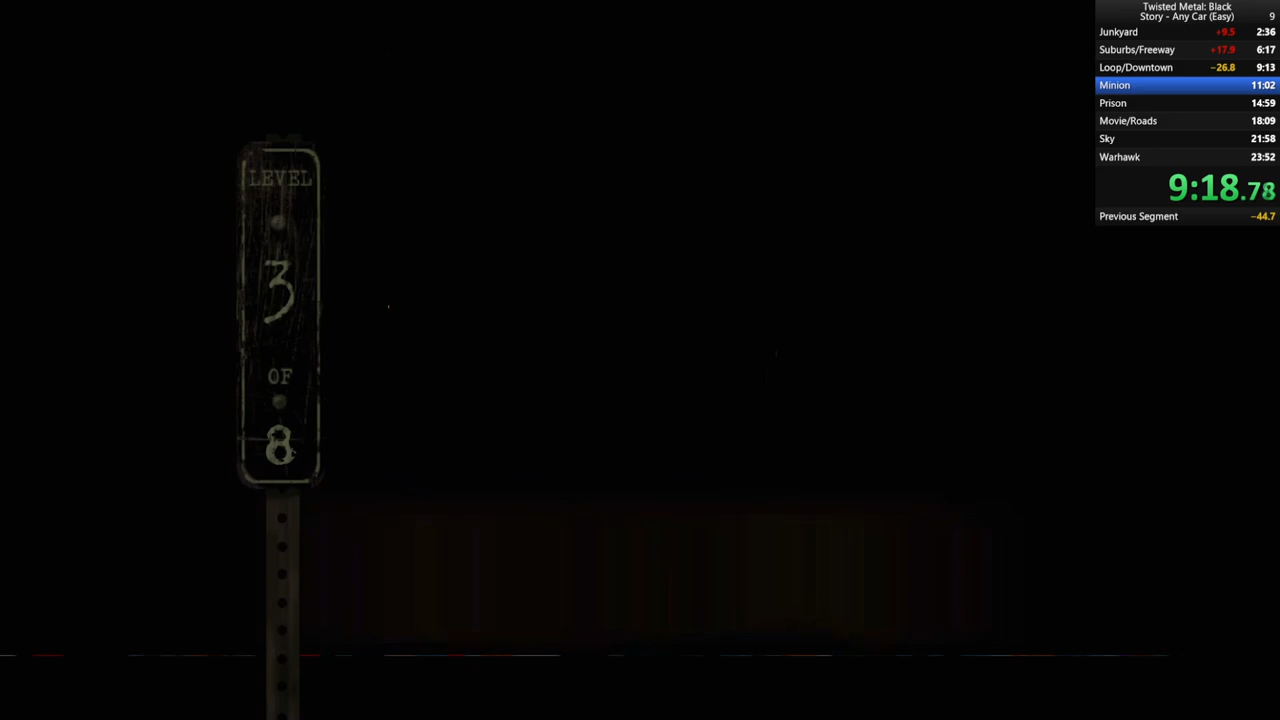 Twisted Metal: Black
Story - Any Car (Easy) 9
Junkyard +9.5 2:36
Suburbs/Freeway +17.9 6:17
Loop/Downtown −26.8 9:13
Minion 11:02
Prison 14:59
Movie/Roads 18:09
Sky 21:58
Warhawk 23:52
9:18.78
Previous Segment −44.7
LEVEL
3
OF
8